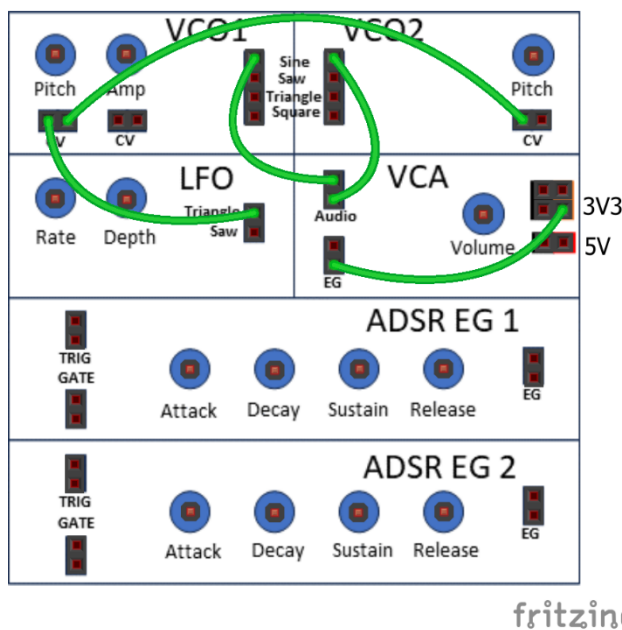 VCO1
VCO2
Sine
Saw
Triangle
Square
Pitch
Amp
Pitch
CV
CV
CV
LFO
VCA
Triangle
Saw
Audio
3V3
Rate
Depth
Volume
5V
EG
ADSR EG 1
TRIG
GATE
Attack
Decay
Sustain
Release
EG
ADSR EG 2
TRIG
GATE
Attack
Decay
Sustain
Release
EG